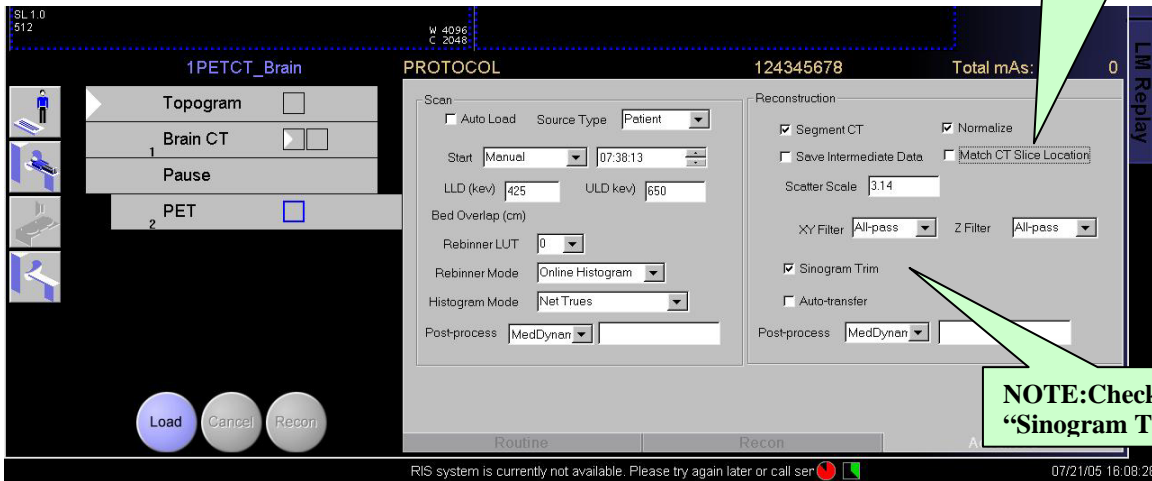 SL 1.0
512
W 4096
C 2048
1PETCT_Brain
PROTOCOL
124345678
Total mAs: 0
LM Replay
Topogram
1 Brain CT
Pause
2 PET
Load
Cancel
Recon
Scan
Auto Load
Source Type
Patient
Start
Manual
07:38:13
LLD (kev)
425
ULD kev)
650
Bed Overlap (cm)
Rebinner LUT
0
Rebinner Mode
Online Histogram
Histogram Mode
Net Trues
Post-process
MedDynan
Reconstruction
Segment CT
Normalize
Save Intermediate Data
Match CT Slice Location
Scatter Scale
3.14
XY Filter
All-pass
Z Filter
All-pass
Sinogram Trim
Auto-transfer
Post-process
MedDynan
NOTE:Check
“Sinogram T
Routine
Recon
RIS system is currently not available. Please try again later or call ser
07/21/05 16:08:28